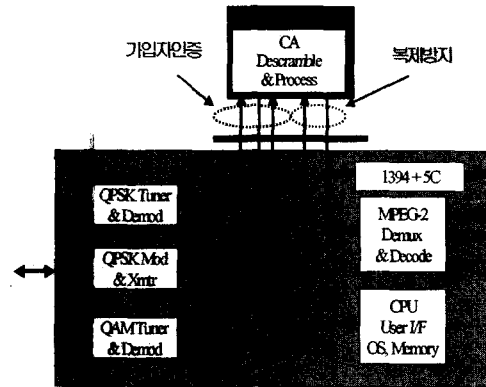 가입자인증
CA
Descramble
& Process
복제방지
QPSK Tuner
& Demod
QPSK Mod
& Xmtr
QAM Tuner
& Demod
1394 + 5C
MPEG-2
Demux
& Decode
CPU
User I/F
OS, Memory